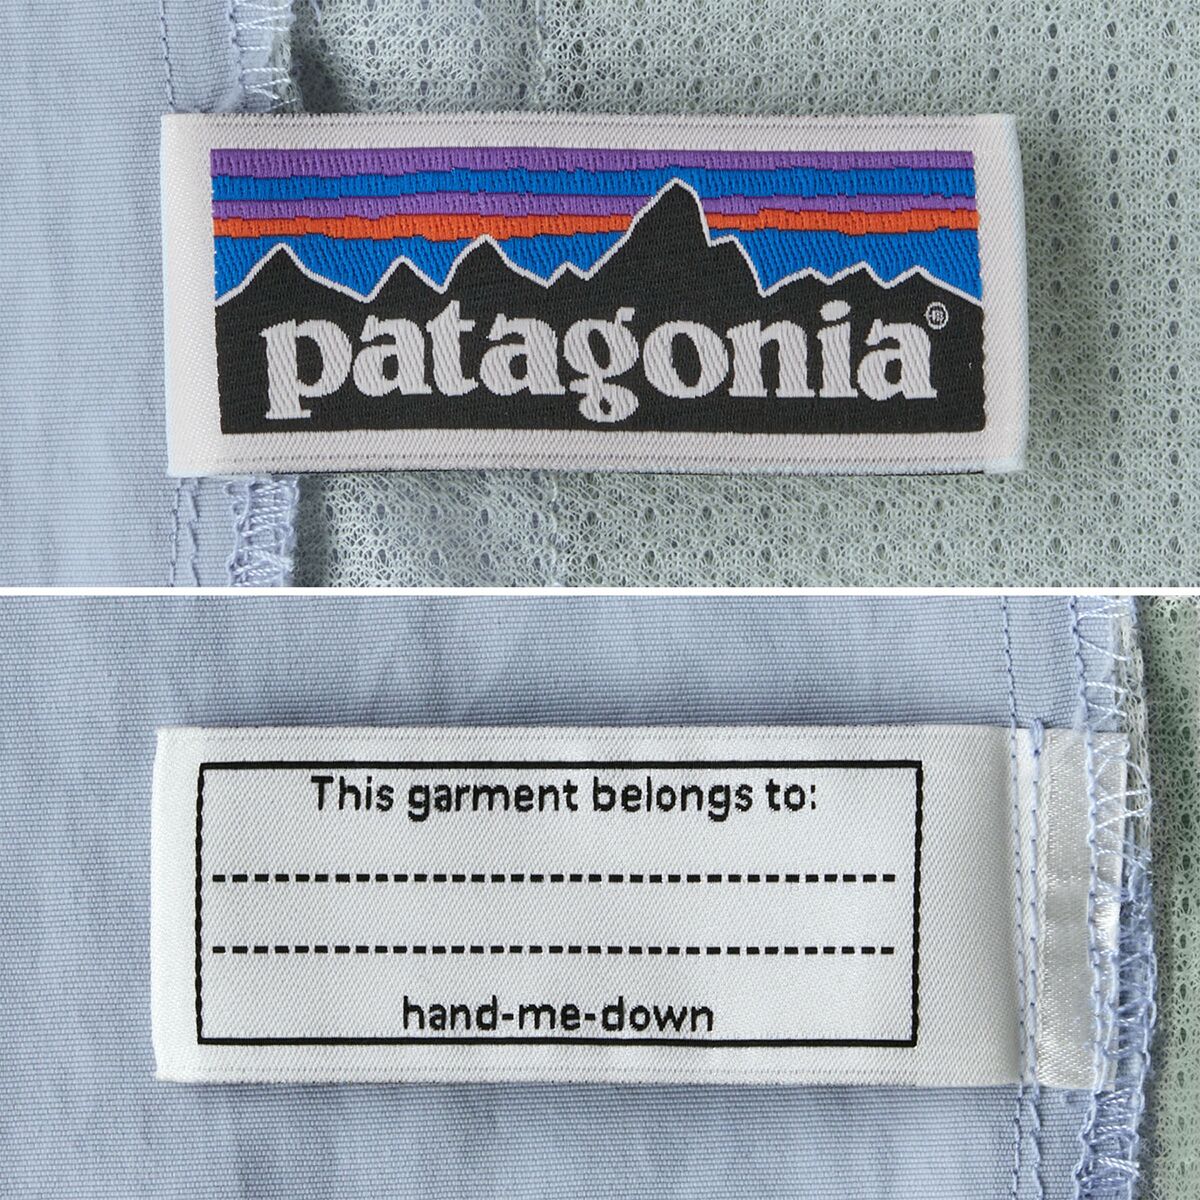 patagonia®
This garment belongs to:
hand-me-down